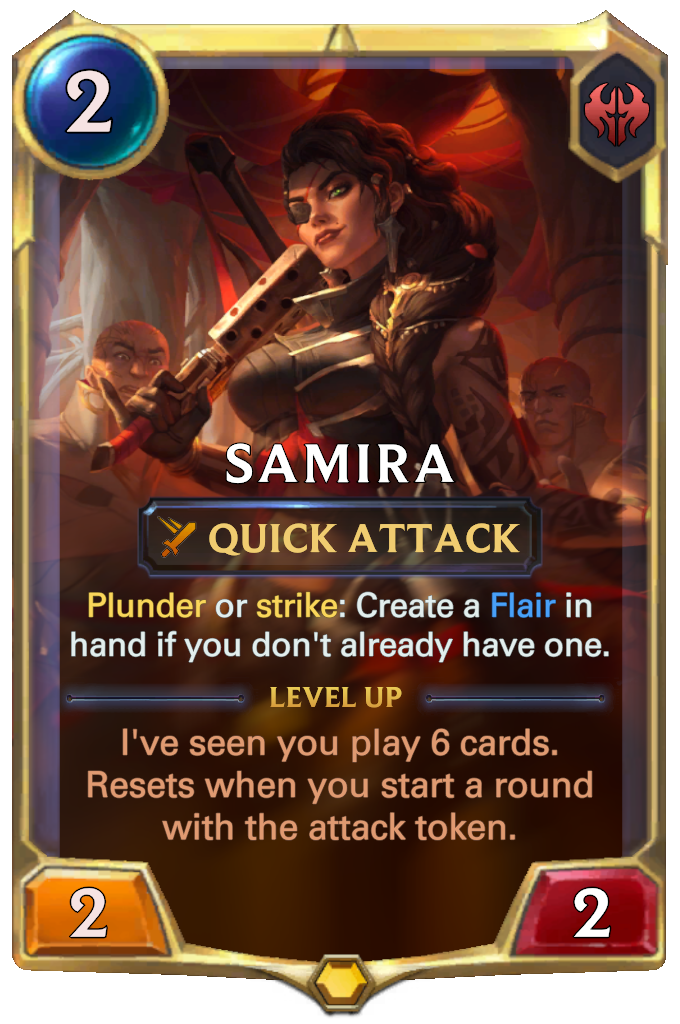 2
SAMIRA
QUICK ATTACK
Plunder or strike: Create a Flair in
hand if you don't already have one.
LEVEL UP
I've seen you play 6 cards.
Resets when you start a round
with the attack token.
2
2